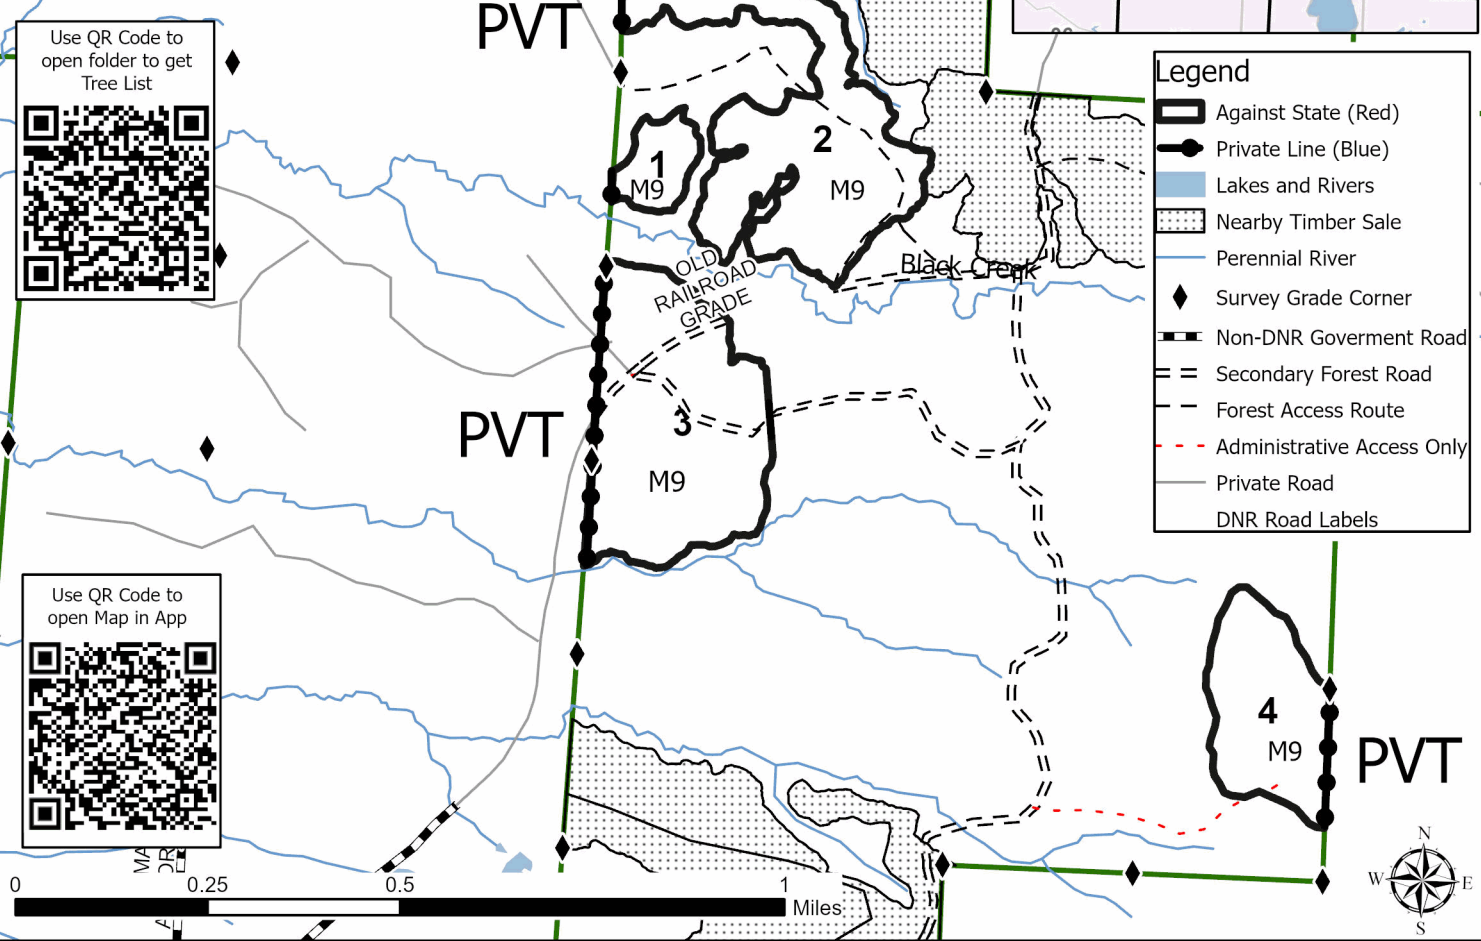 PVT
Use QR Code to
open folder to get
Tree List
1
M9
2
M9
OLD
RAILROAD
GRADE
Black Creek
PVT
3
M9
Use QR Code to
open Map in App
4
M9
PVT
Legend
Against State (Red)
Private Line (Blue)
Lakes and Rivers
Nearby Timber Sale
Perennial River
Survey Grade Corner
Non-DNR Goverment Road
Secondary Forest Road
Forest Access Route
Administrative Access Only
Private Road
DNR Road Labels
MA
DR
0 0.25 0.5 1
Miles
N
W E
S